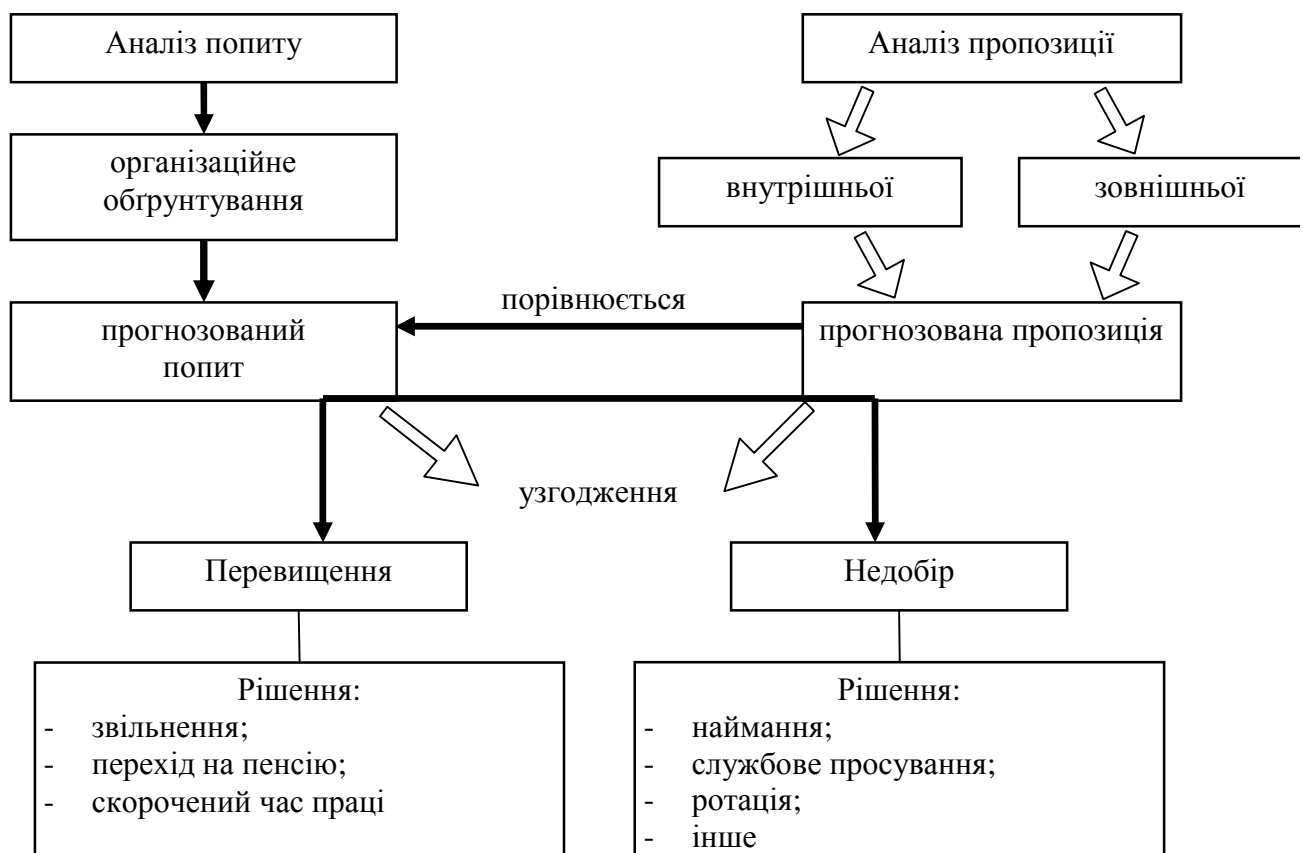 Аналіз попиту
Аналіз пропозиції
організаційне
обґрунтування
внутрішньої
зовнішньої
порівнюється
прогнозований
попит
прогнозована пропозиція
узгодження
Перевищення
Недобір
Рішення:
- звільнення;
- перехід на пенсію;
- скорочений час праці
Рішення:
- наймання;
- службове просування;
- ротація;
- інше